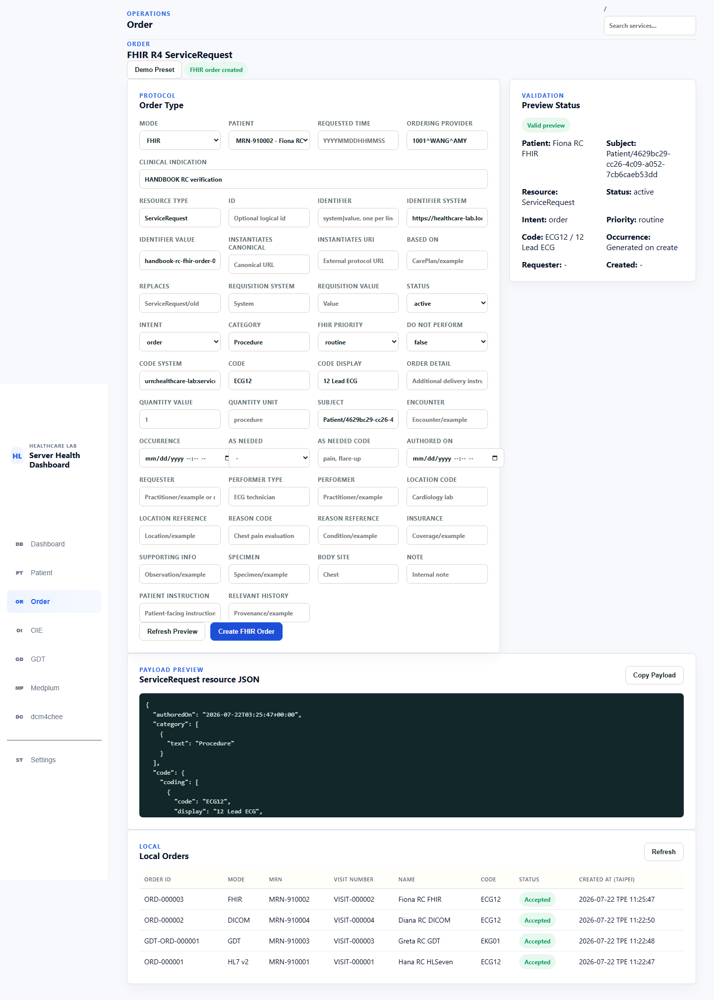 OPERATIONS
Order
/
Search services...
ORDER
FHIR R4 ServiceRequest
Demo Preset
FHIR order created
PROTOCOL
Order Type
MODE
PATIENT
REQUESTED TIME
ORDERING PROVIDER
FHIR
MRN-910002 - Fiona RC
YYYYMMDDHHMMSS
1001^WANG^AMY
CLINICAL INDICATION
HANDBOOK RC verification
RESOURCE TYPE
ID
IDENTIFIER
IDENTIFIER SYSTEM
ServiceRequest
Optional logical id
system|value, one per line
https://healthcare-lab.loc
IDENTIFIER VALUE
INSTANTIATES CANONICAL
INSTANTIATES URI
BASED ON
handbook-rc-fhir-order-0
Canonical URL
External protocol URL
CarePlan/example
REPLACES
REQUISITION SYSTEM
REQUISITION VALUE
STATUS
ServiceRequest/old
System
Value
active
INTENT
CATEGORY
FHIR PRIORITY
DO NOT PERFORM
order
Procedure
routine
false
CODE SYSTEM
CODE
CODE DISPLAY
ORDER DETAIL
urn:healthcare-lab:service
ECG12
12 Lead ECG
Additional delivery instru
QUANTITY VALUE
QUANTITY UNIT
SUBJECT
ENCOUNTER
1
procedure
Patient/4629bc29-cc26-4
Encounter/example
OCCURRENCE
AS NEEDED
AS NEEDED CODE
AUTHORED ON
mm/dd/yyyy --:-- --
-
pain, flare-up
mm/dd/yyyy --:-- --
REQUESTER
PERFORMER TYPE
PERFORMER
LOCATION CODE
Practitioner/example or d
ECG technician
Practitioner/example
Cardiology lab
LOCATION REFERENCE
REASON CODE
REASON REFERENCE
INSURANCE
Location/example
Chest pain evaluation
Condition/example
Coverage/example
SUPPORTING INFO
SPECIMEN
BODY SITE
NOTE
Observation/example
Specimen/example
Chest
Internal note
PATIENT INSTRUCTION
RELEVANT HISTORY
Patient-facing instruction
Provenance/example
Refresh Preview
Create FHIR Order
VALIDATION
Preview Status
Valid preview
Patient: Fiona RC
FHIR
Subject:
Patient/4629bc29-
cc26-4c09-a052-
7cb6caeb53dd
Resource:
ServiceRequest
Status: active
Intent: order
Priority: routine
Code: ECG12 / 12
Lead ECG
Occurrence:
Generated on create
Requester: -
Created: -
HL
HEALTHCARE LAB
Server Health
Dashboard
DB Dashboard
PT Patient
OR Order
OI OIE
GD GDT
MP Medplum
DC dcm4chee
ST Settings
PAYLOAD PREVIEW
ServiceRequest resource JSON
Copy Payload
{
"authoredOn": "2026-07-22T03:25:47+00:00",
"category": [
{
"text": "Procedure"
}
],
"code": {
"coding": [
{
"code": "ECG12",
"display": "12 Lead ECG",
LOCAL
Local Orders
Refresh
ORDER ID MODE MRN VISIT NUMBER NAME CODE STATUS CREATED AT (TAIPEI)
ORD-000003 FHIR MRN-910002 VISIT-000002 Fiona RC FHIR ECG12 Accepted 2026-07-22 TPE 11:25:47
ORD-000002 DICOM MRN-910004 VISIT-000004 Diana RC DICOM ECG12 Accepted 2026-07-22 TPE 11:22:50
GDT-ORD-000001 GDT MRN-910003 VISIT-000003 Greta RC GDT EKG01 Accepted 2026-07-22 TPE 11:22:48
ORD-000001 HL7 v2 MRN-910001 VISIT-000001 Hana RC HLSeven ECG12 Accepted 2026-07-22 TPE 11:22:47